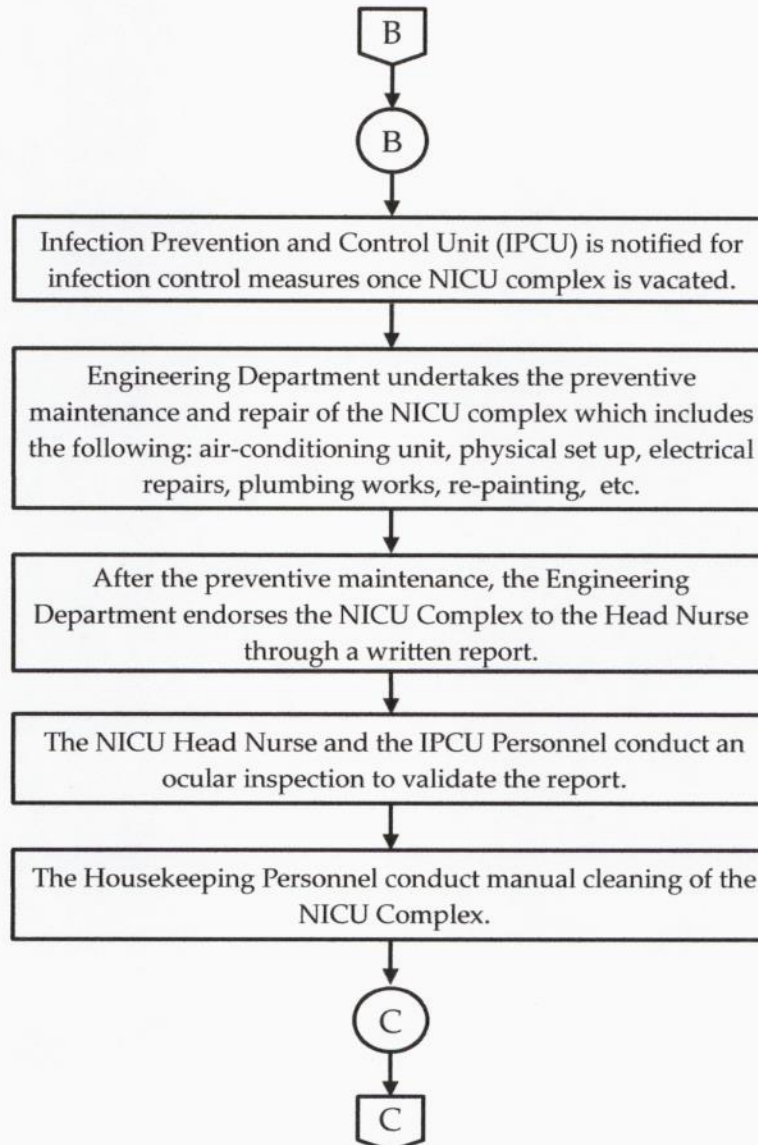 B
B
Infection Prevention and Control Unit (IPCU) is notified for
infection control measures once NICU complex is vacated.
Engineering Department undertakes the preventive
maintenance and repair of the NICU complex which includes
the following: air-conditioning unit, physical set up, electrical
repairs, plumbing works, re-painting, etc.
After the preventive maintenance, the Engineering
Department endorses the NICU Complex to the Head Nurse
through a written report.
The NICU Head Nurse and the IPCU Personnel conduct an
ocular inspection to validate the report.
The Housekeeping Personnel conduct manual cleaning of the
NICU Complex.
C
C